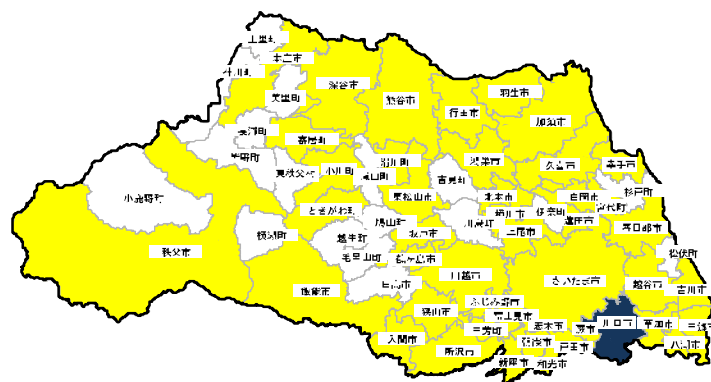 上里町
本庄市
神川町
美里町
深谷市
熊谷市
行田市
羽生市
加須市
長瀞町
寄居町
皆野町
東秩父村
小川町
滑川町
嵐山町
東松山市
吉見町
鴻巣市
久喜市
幸手市
杉戸町
宮代町
白岡市
蓮田市
北本市
桶川市
伊奈町
上尾市
春日部市
小鹿野町
ときがわ町
鳩山町
川島町
坂戸市
越生町
毛呂山町
鶴ヶ島市
横瀬町
秩父市
日高市
川越市
さいたま市
松伏町
越谷市
吉川市
飯能市
狭山市
ふじみ野市
富士見市
三芳町
志木市
蕨市
川口市
草加市
三郷市
八潮市
入間市
所沢市
朝霞市
戸田市
新座市
和光市